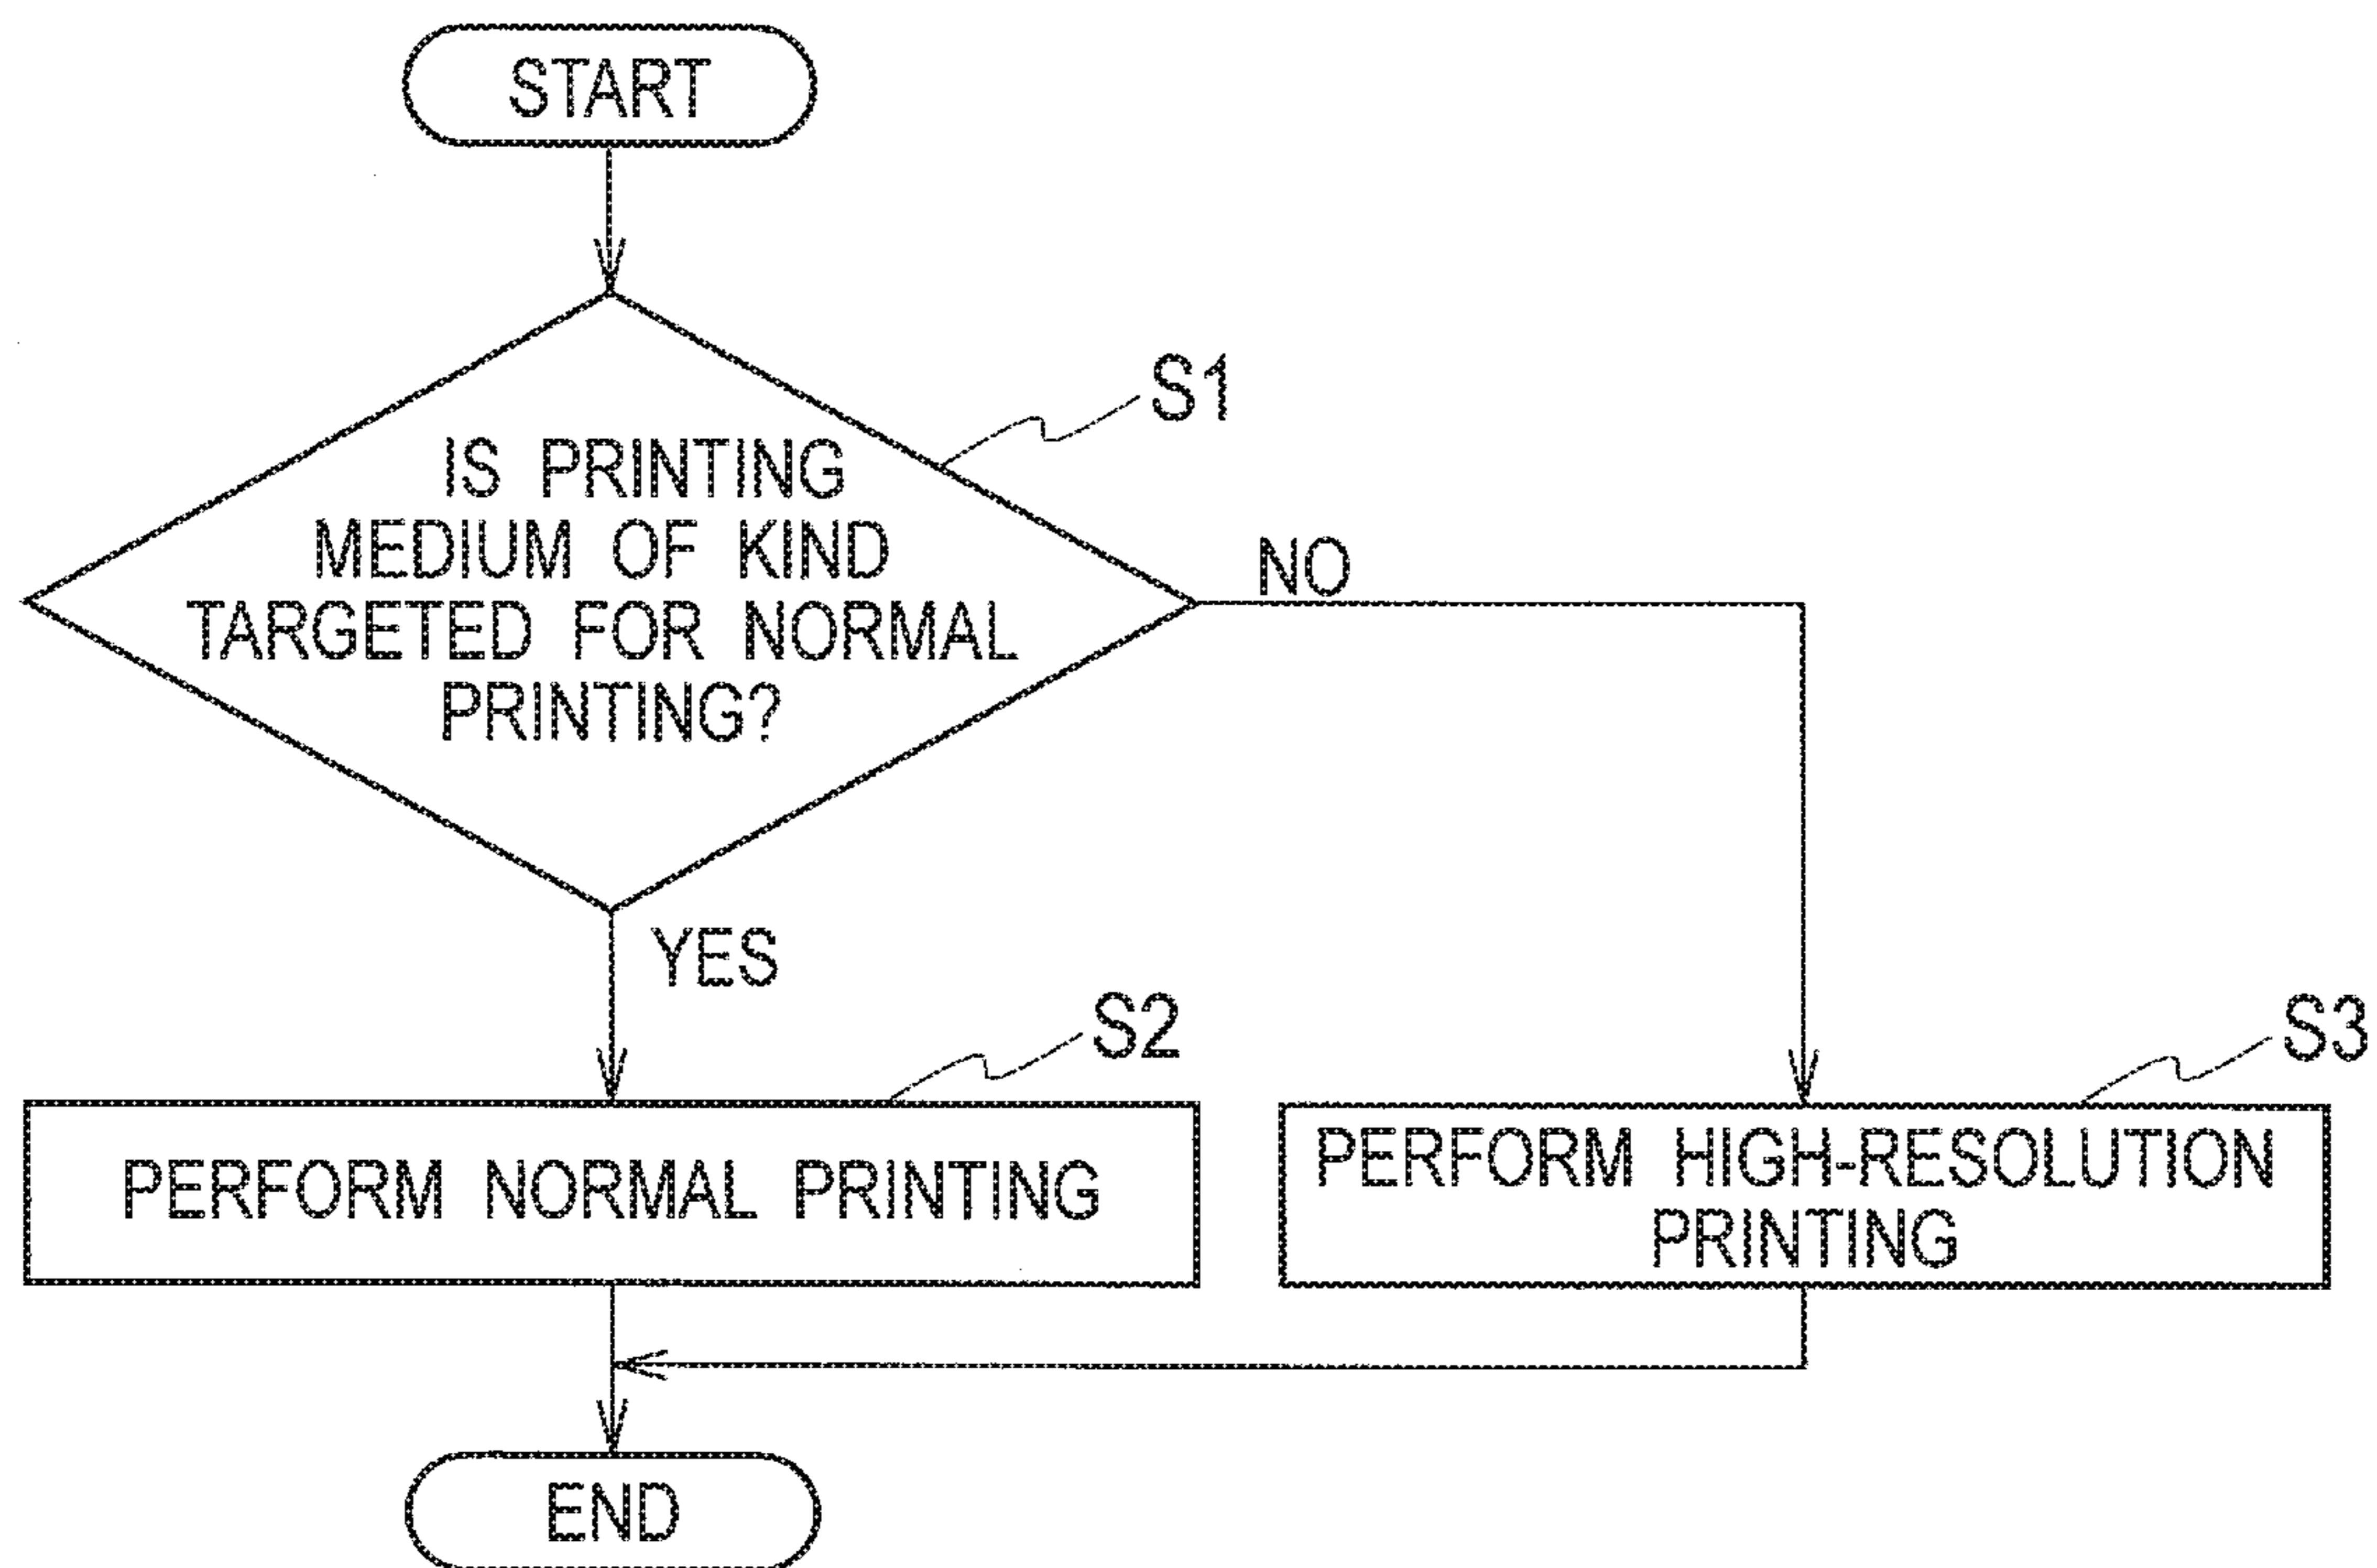 START
S1
IS PRINTING
MEDIUM OF KIND
TARGETED FOR NORMAL
PRINTING?
NO
YES
S2
S3
PERFORM NORMAL PRINTING
PERFORM HIGH-RESOLUTION
PRINTING
END